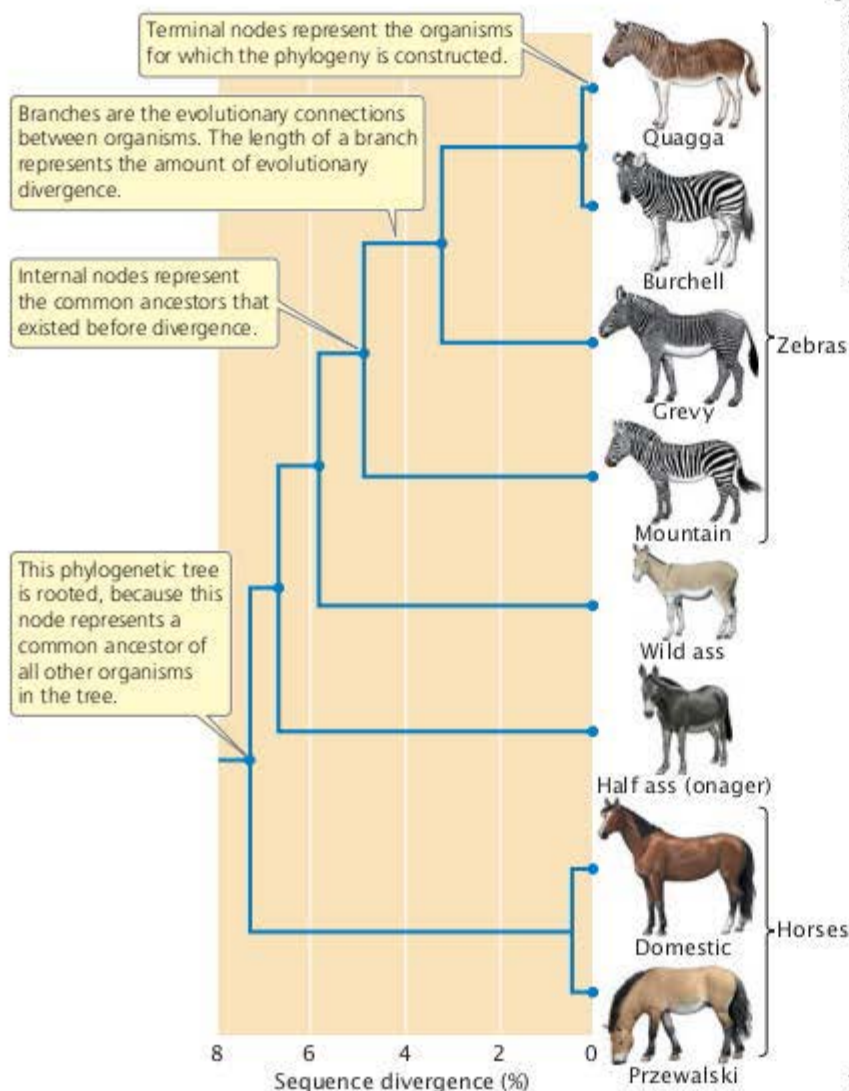 Terminal nodes represent the organisms
for which the phylogeny is constructed.
Quagga
Branches are the evolutionary connections
between organisms. The length of a branch
represents the amount of evolutionary
divergence.
Burchell
Internal nodes represent
the common ancestors that
existed before divergence.
Zebras
Grevy
Mountain
This phylogenetic tree
is rooted, because this
node represents a
common ancestor of
all other organisms
in the tree.
Wild ass
Half ass (onager)
Domestic
Horses
Przewalski
8 6 4 2 0
Sequence divergence (%)